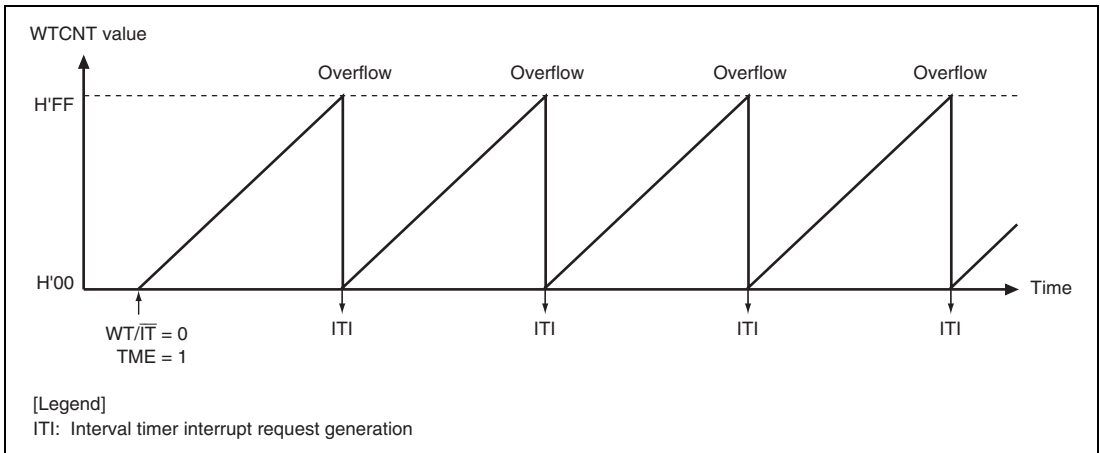 WTCNT value
Overflow Overflow Overflow Overflow
H'FF
H'00
Time
WT/I̅T̅ = 0
TME = 1
ITI ITI ITI ITI
[Legend]
ITI: Interval timer interrupt request generation